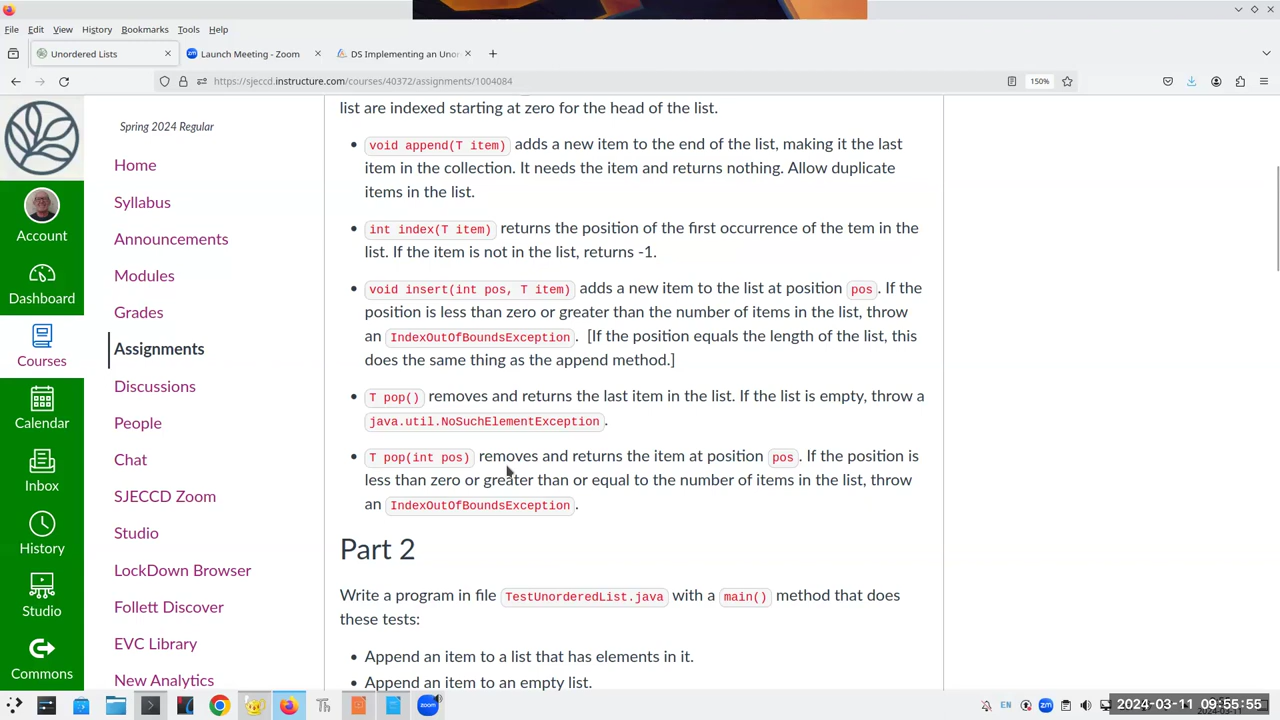 File Edit View History Bookmarks Tools Help
Unordered Lists
Launch Meeting - Zoom
DS Implementing an Unor
https://sjeccd.instructure.com/courses/40372/assignments/1004084
150%
Account
Dashboard
Courses
Calendar
Inbox
History
Studio
Commons
Spring 2024 Regular
Home
Syllabus
Announcements
Modules
Grades
Assignments
Discussions
People
Chat
SJECCD Zoom
Studio
LockDown Browser
Follett Discover
EVC Library
New Analytics
list are indexed starting at zero for the head of the list.
• void append(T item) adds a new item to the end of the list, making it the last
item in the collection. It needs the item and returns nothing. Allow duplicate
items in the list.
• int index(T item) returns the position of the first occurrence of the tem in the
list. If the item is not in the list, returns -1.
• void insert(int pos, T item) adds a new item to the list at position pos. If the
position is less than zero or greater than the number of items in the list, throw
an IndexOutOfBoundsException. [If the position equals the length of the list, this
does the same thing as the append method.]
• T pop() removes and returns the last item in the list. If the list is empty, throw a
java.util.NoSuchElementException.
• T pop(int pos) removes and returns the item at position pos. If the position is
less than zero or greater than or equal to the number of items in the list, throw
an IndexOutOfBoundsException.
Part 2
Write a program in file TestUnorderedList.java with a main() method that does
these tests:
• Append an item to a list that has elements in it.
• Append an item to an empty list.
Th
zoom
EN
zm
2024-03-11 09:55:55